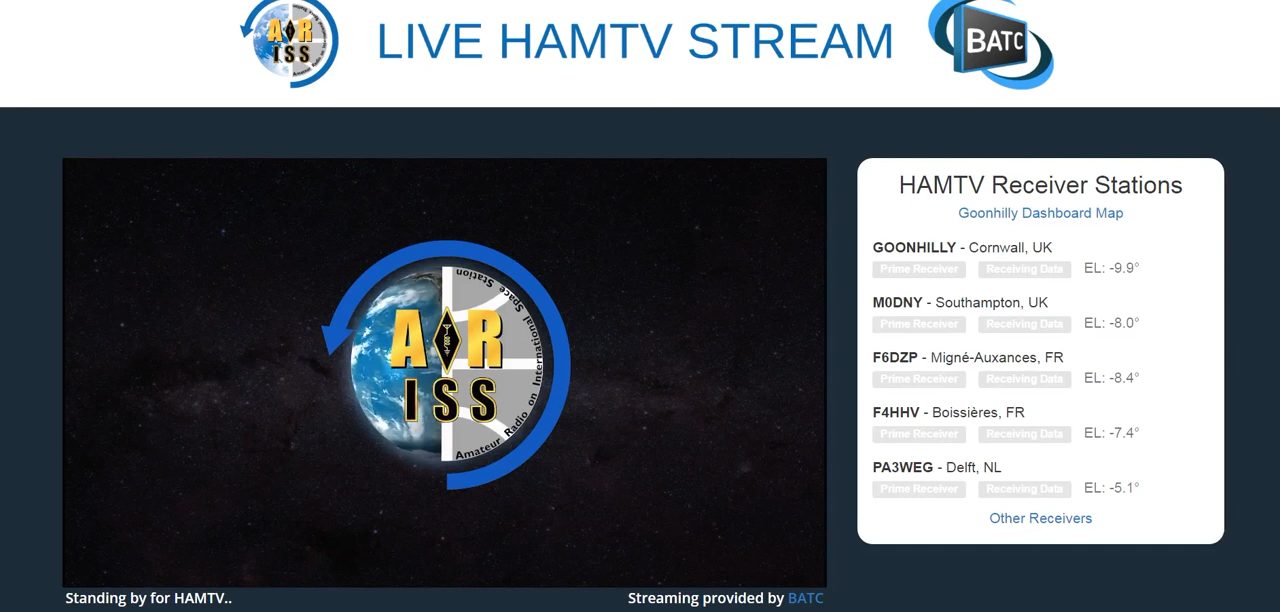 A R
ISS
LIVE HAMTV STREAM
BATC
A R
ISS
Amateur Radio on International Space Station
Standing by for HAMTV..
Streaming provided by BATC
HAMTV Receiver Stations
Goonhilly Dashboard Map
GOONHILLY - Cornwall, UK
Prime Receiver Receiving Data EL: -9.9°
M0DNY - Southampton, UK
Prime Receiver Receiving Data EL: -8.0°
F6DZP - Migné-Auxances, FR
Prime Receiver Receiving Data EL: -8.4°
F4HHV - Boissières, FR
Prime Receiver Receiving Data EL: -7.4°
PA3WEG - Delft, NL
Prime Receiver Receiving Data EL: -5.1°
Other Receivers